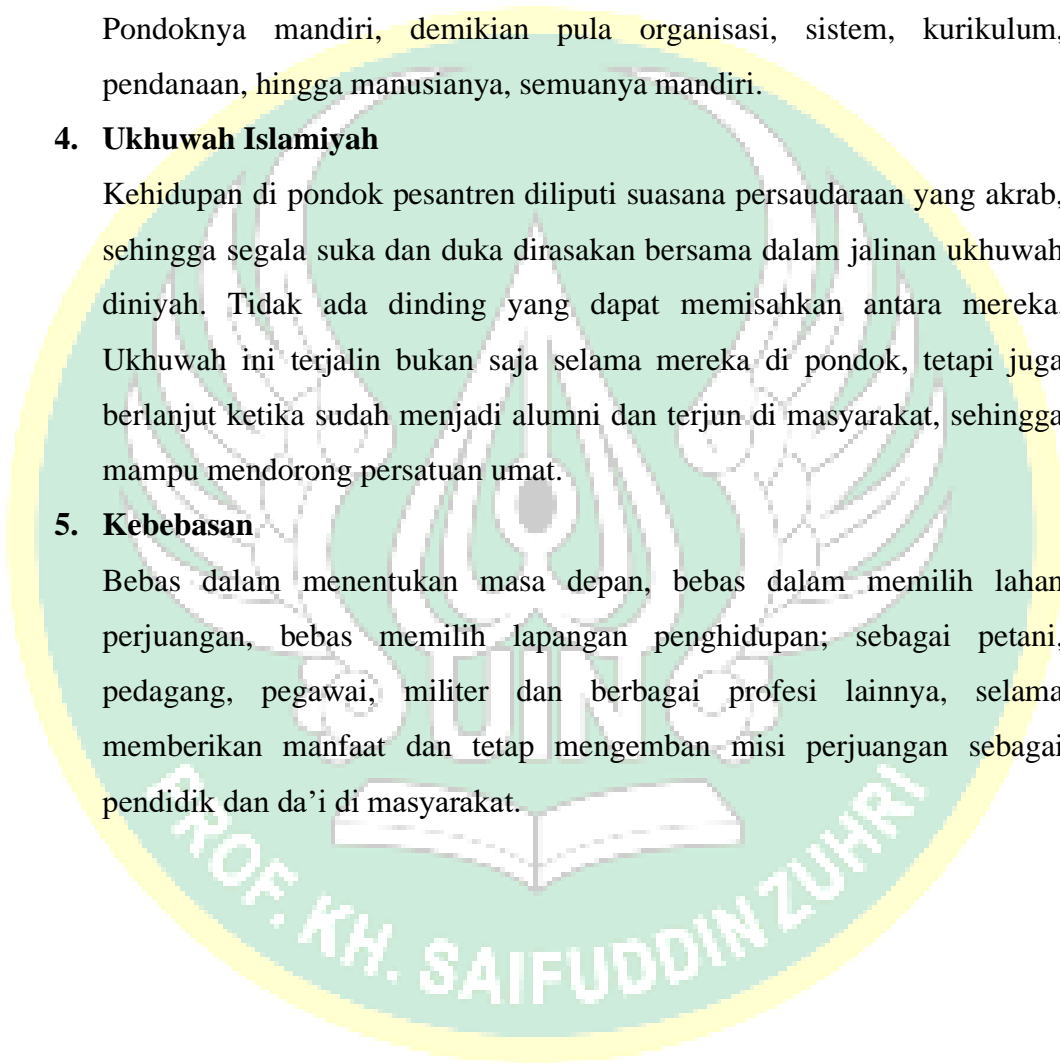 Pondoknya mandiri, demikian pula organisasi, sistem, kurikulum,
pendanaan, hingga manusianya, semuanya mandiri.
4. Ukhuwah Islamiyah
Kehidupan di pondok pesantren diliputi suasana persaudaraan yang akrab,
sehingga segala suka dan duka dirasakan bersama dalam jalinan ukhuwah
diniyah. Tidak ada dinding yang dapat memisahkan antara mereka.
Ukhuwah ini terjalin bukan saja selama mereka di pondok, tetapi juga
berlanjut ketika sudah menjadi alumni dan terjun di masyarakat, sehingga
mampu mendorong persatuan umat.
5. Kebebasan
Bebas dalam menentukan masa depan, bebas dalam memilih lahan
perjuangan, bebas memilih lapangan penghidupan; sebagai petani,
pedagang, pegawai, militer dan berbagai profesi lainnya, selama
memberikan manfaat dan tetap mengemban misi perjuangan sebagai
pendidik dan da’i di masyarakat.
UIN
PROF. KH. SAIFUDDIN ZUHRI